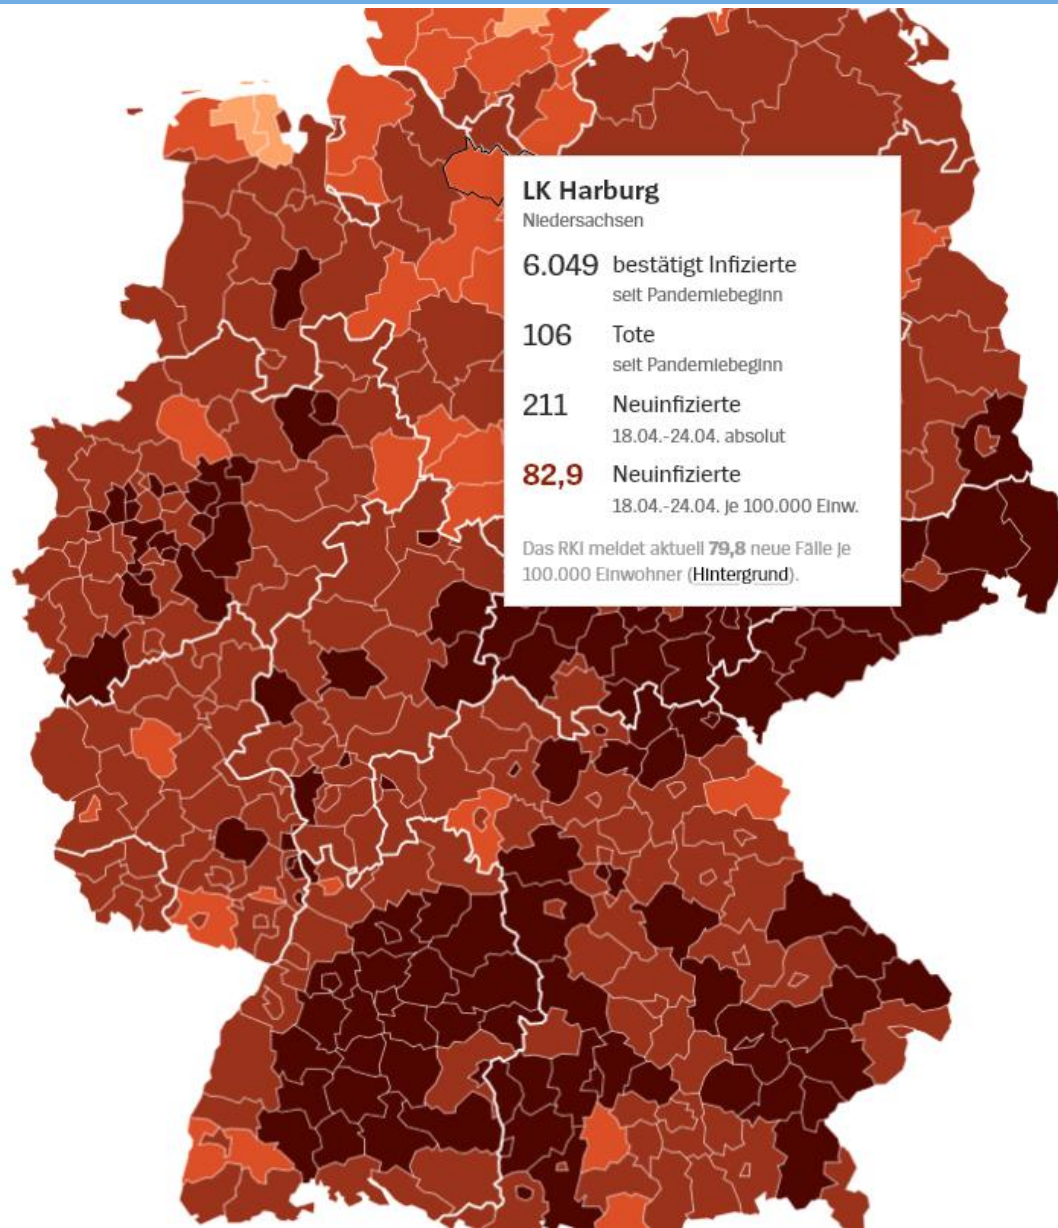 LK Harburg
Niedersachsen
6.049 bestätigt Infizierte
seit Pandemiebeginn
106 Tote
seit Pandemiebeginn
211 Neuinfizierte
18.04.-24.04. absolut
82,9 Neuinfizierte
18.04.-24.04. je 100.000 Einw.
Das RKI meldet aktuell 79,8 neue Fälle je
100.000 Einwohner (Hintergrund).